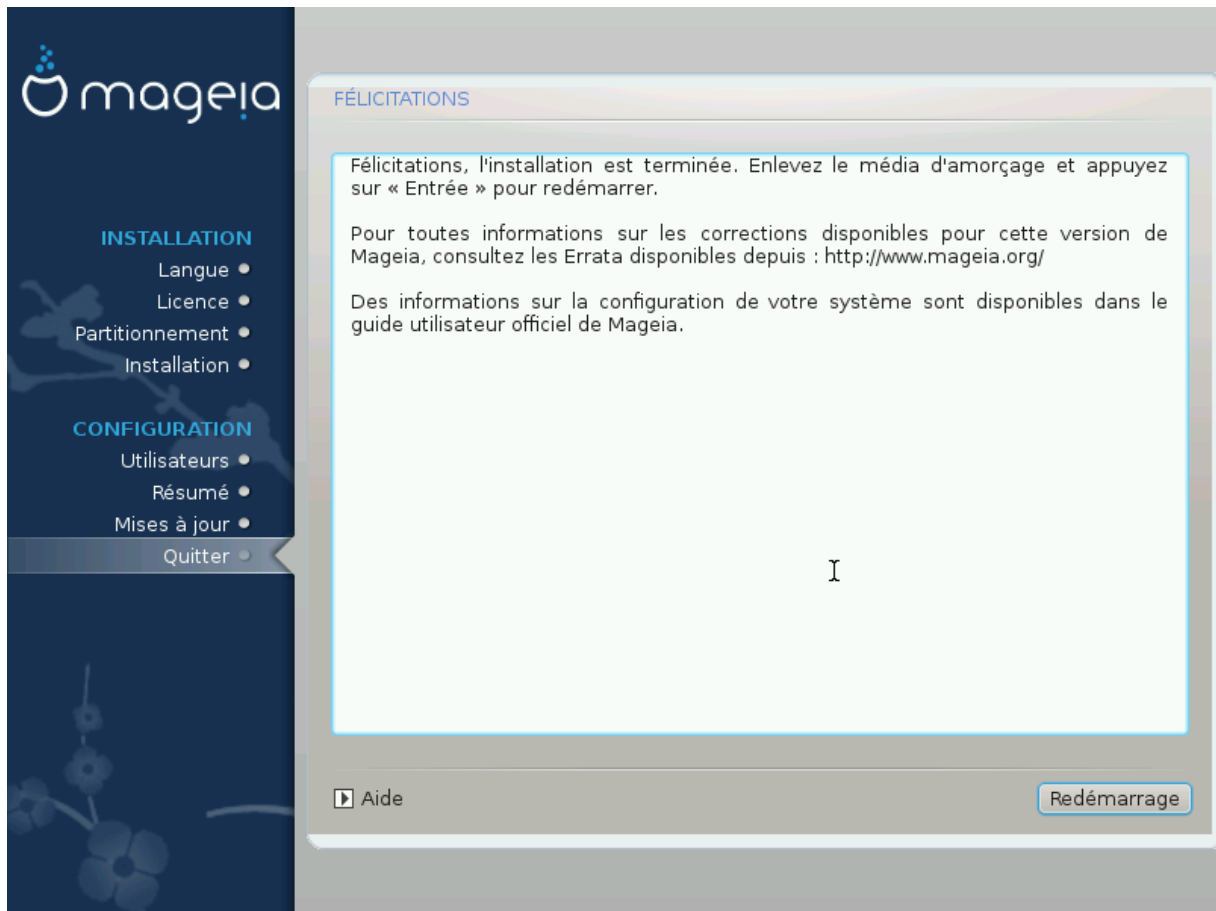 mageia
INSTALLATION
Langue
Licence
Partitionnement
Installation
CONFIGURATION
Utilisateurs
Résumé
Mises à jour
Quitter
FÉLICITATIONS
Félicitations, l'installation est terminée. Enlevez le média d'amorçage et appuyez
sur « Entrée » pour redémarrer.
Pour toutes informations sur les corrections disponibles pour cette version de
Mageia, consultez les Errata disponibles depuis : http://www.mageia.org/
Des informations sur la configuration de votre système sont disponibles dans le
guide utilisateur officiel de Mageia.
Aide
Redémarrage